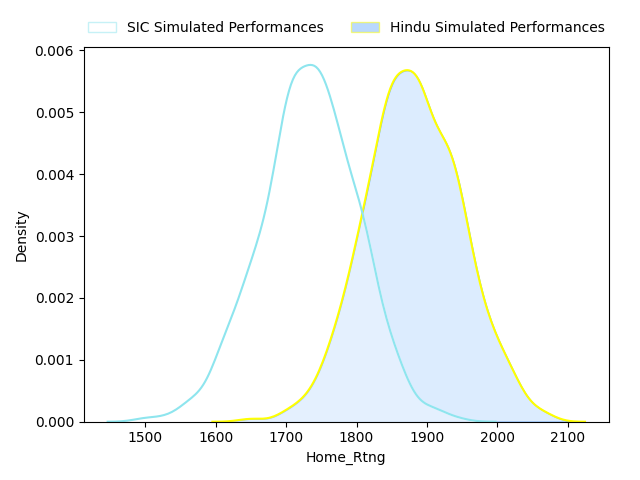 SIC Simulated Performances Hindu Simulated Performances
0.006
0.005
0.004
0.003
0.002
0.001
0.000
Density
1500 1600 1700 1800 1900 2000 2100
Home_Rtng